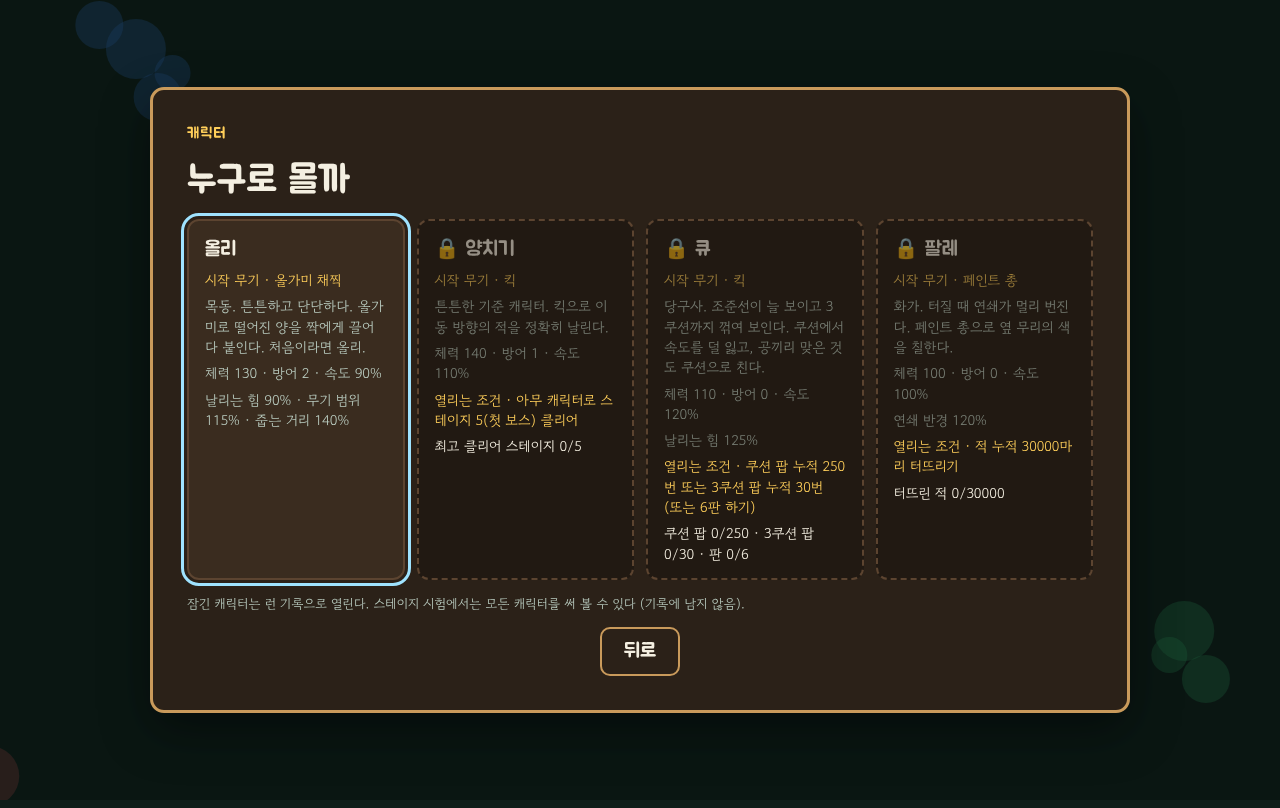 캐릭터
누구로 몰까
올리
시작 무기 · 올가미 채찍
목동. 튼튼하고 단단하다. 올가
미로 떨어진 양을 짝에게 끌어
다 붙인다. 처음이라면 올리.
체력 130 · 방어 2 · 속도 90%
날리는 힘 90% · 무기 범위
115% · 줍는 거리 140%
🔒 양치기
시작 무기 · 킥
튼튼한 기준 캐릭터. 킥으로 이
동 방향의 적을 정확히 날린다.
체력 140 · 방어 1 · 속도
110%
열리는 조건 · 아무 캐릭터로 스
테이지 5(첫 보스) 클리어
최고 클리어 스테이지 0/5
🔒 큐
시작 무기 · 킥
당구사. 조준선이 늘 보이고 3
쿠션까지 꺾여 보인다. 쿠션에서
속도를 덜 잃고, 공끼리 맞은 것
도 쿠션으로 친다.
체력 110 · 방어 0 · 속도
120%
날리는 힘 125%
열리는 조건 · 쿠션 팝 누적 250
번 또는 3쿠션 팝 누적 30번
(또는 6판 하기)
쿠션 팝 0/250 · 3쿠션 팝
0/30 · 판 0/6
🔒 팔레
시작 무기 · 페인트 총
화가. 터질 때 연쇄가 멀리 번진
다. 페인트 총으로 옆 무리의 색
을 칠한다.
체력 100 · 방어 0 · 속도
100%
연쇄 반경 120%
열리는 조건 · 적 누적 30000마
리 터뜨리기
터뜨린 적 0/30000
잠긴 캐릭터는 런 기록으로 열린다. 스테이지 시험에서는 모든 캐릭터를 써 볼 수 있다 (기록에 남지 않음).
뒤로